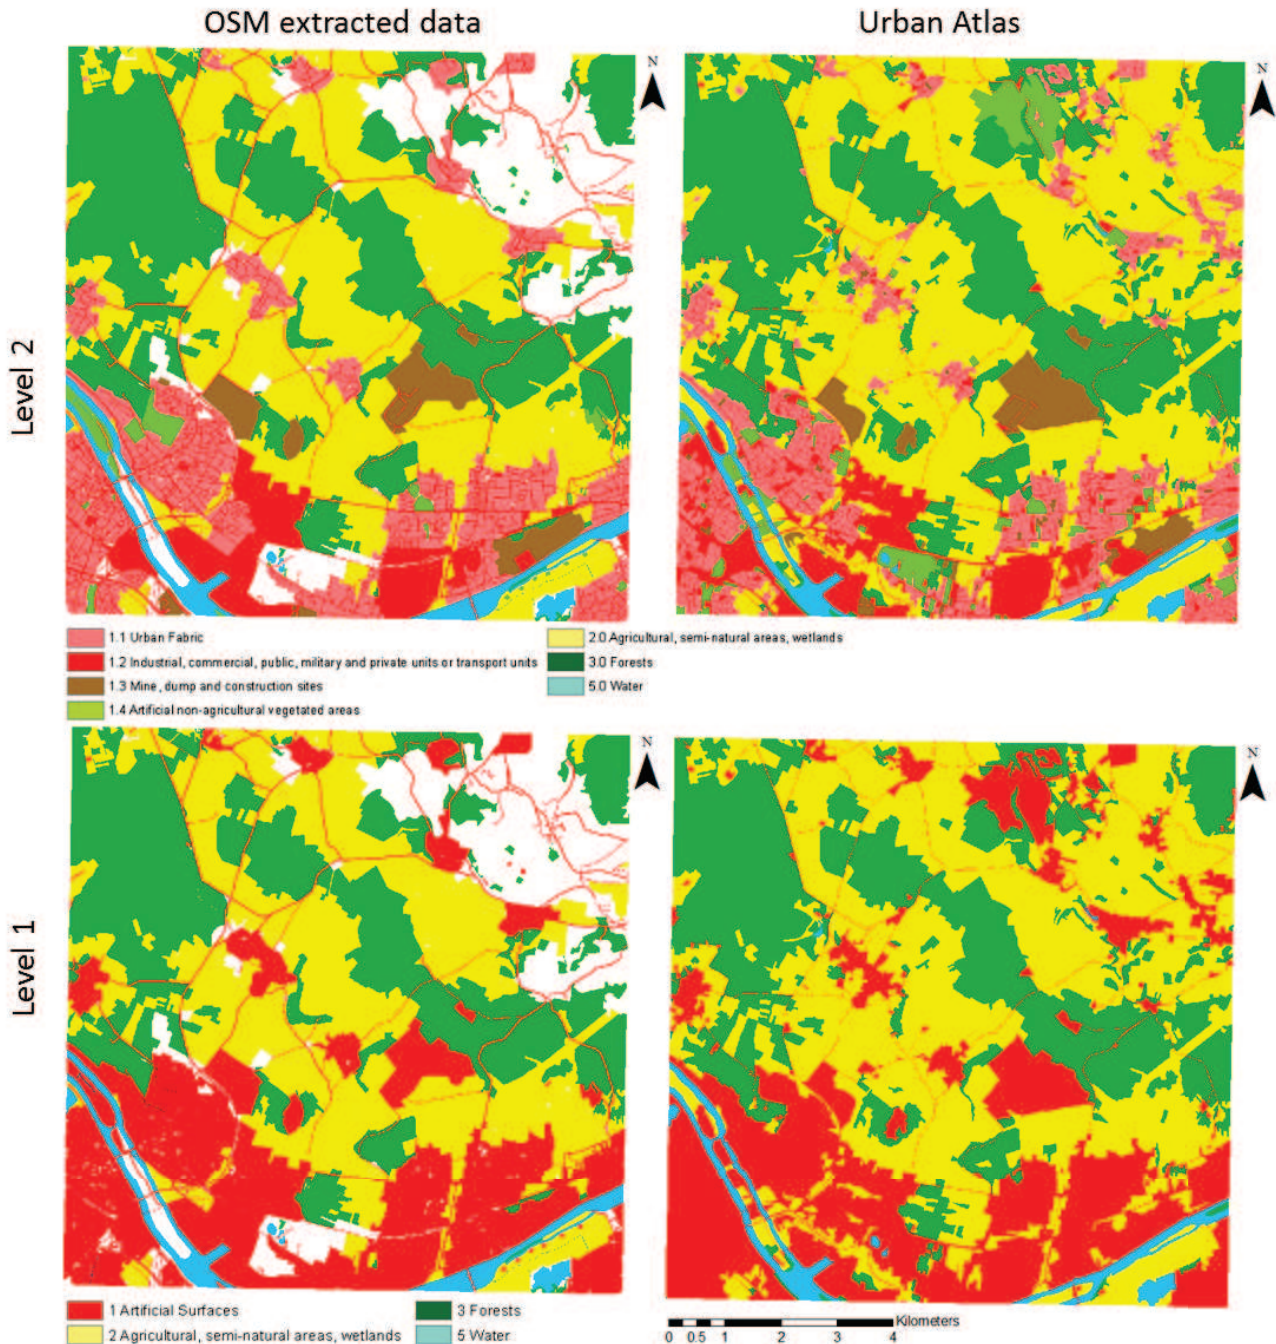 OSM extracted data
Urban Atlas
N
N
Level 2
1.1 Urban Fabric
2.0 Agricultural, semi-natural areas, wetlands
1.2 Industrial, commercial, public, military and private units or transport units
3.0 Forests
1.3 Mine, dump and construction sites
5.0 Water
1.4 Artificial non-agricultural vegetated areas
N
N
Level 1
1 Artificial Surfaces
3 Forests
2 Agricultural, semi-natural areas, wetlands
5 Water
Kilometers
0 0.5 1 2 3 4